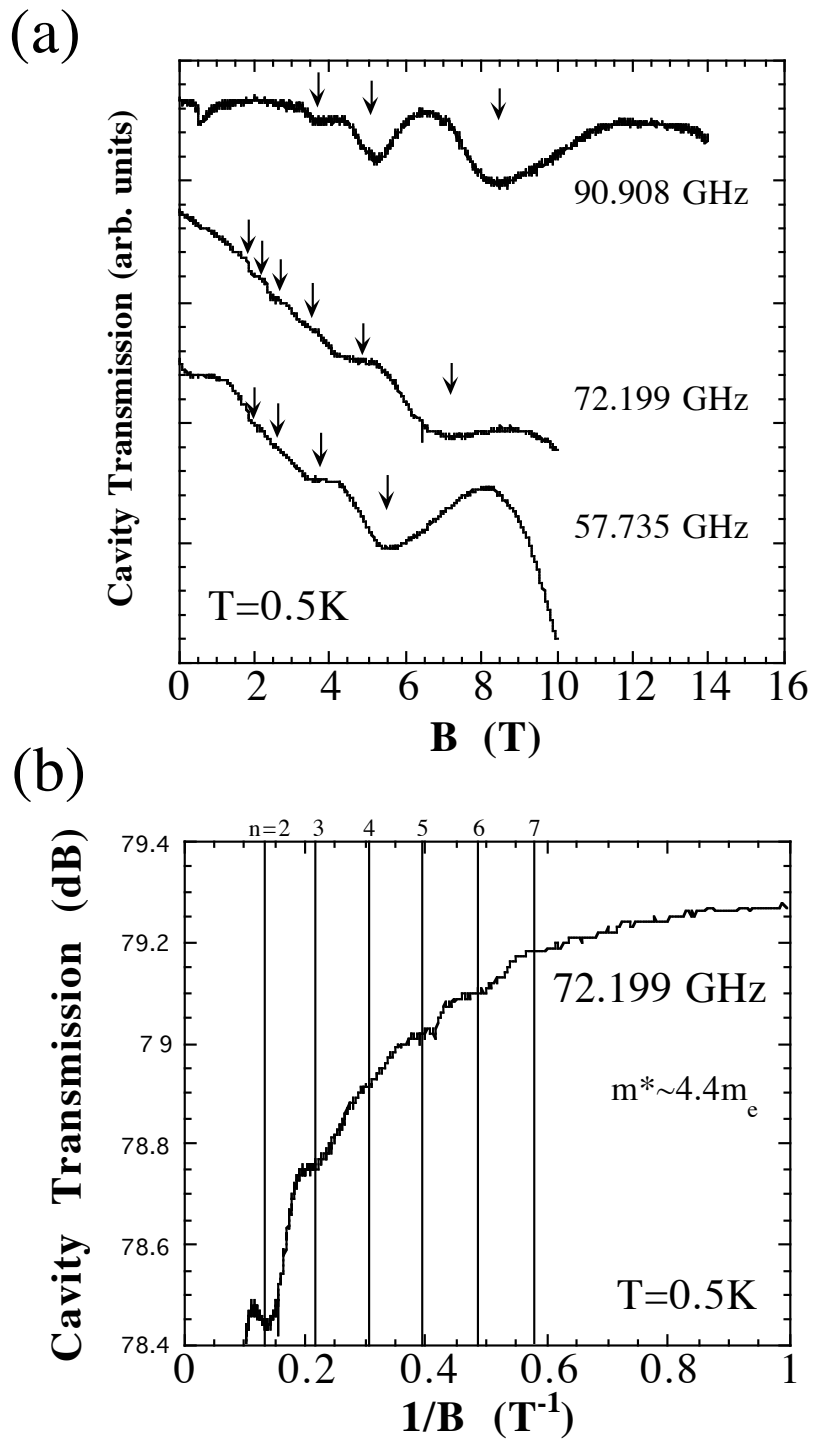 (a)
Cavity Transmission (arb. units)
90.908 GHz
72.199 GHz
57.735 GHz
T=0.5K
0 2 4 6 8 10 12 14 16
B (T)
(b)
n=2 3 4 5 6 7
Cavity Transmission (dB)
79.4
79.2
79
78.8
78.6
78.4
72.199 GHz
m*~4.4mₑ
T=0.5K
0 0.2 0.4 0.6 0.8 1
1/B (T⁻¹)